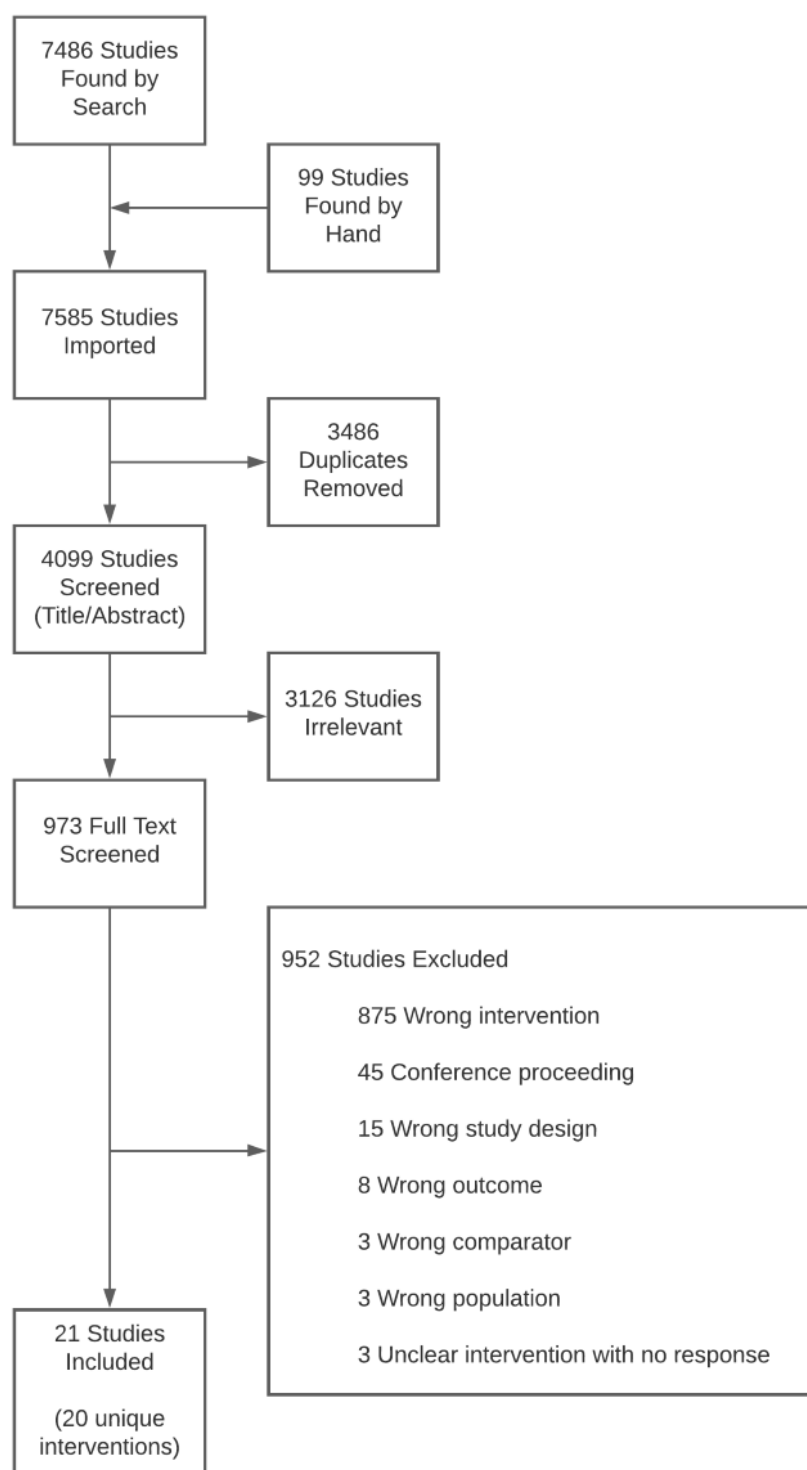 7486 Studies
Found by
Search
99 Studies
Found by
Hand
7585 Studies
Imported
3486
Duplicates
Removed
4099 Studies
Screened
(Title/Abstract)
3126 Studies
Irrelevant
973 Full Text
Screened
952 Studies Excluded
875 Wrong intervention
45 Conference proceeding
15 Wrong study design
8 Wrong outcome
3 Wrong comparator
3 Wrong population
3 Unclear intervention with no response
21 Studies
Included
(20 unique
interventions)